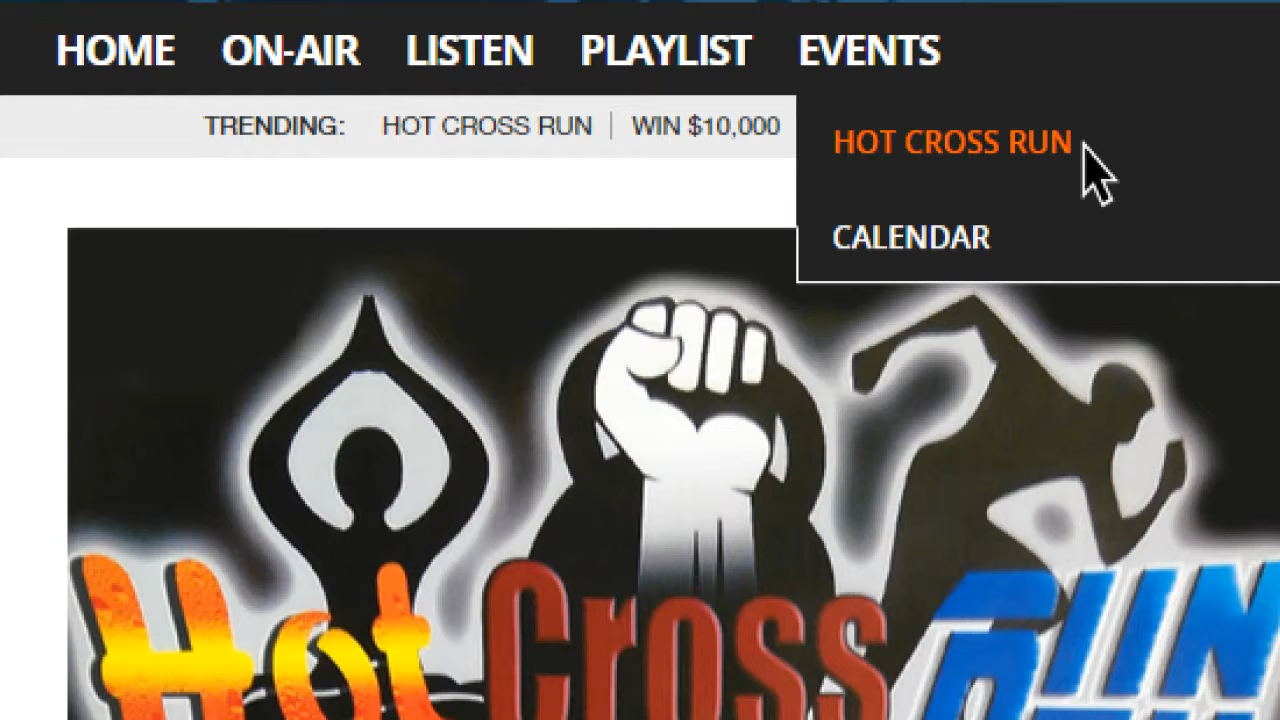 HOME ON-AIR LISTEN PLAYLIST EVENTS
TRENDING: HOT CROSS RUN | WIN $10,000
HOT CROSS RUN
CALENDAR
Hot Cross RUN